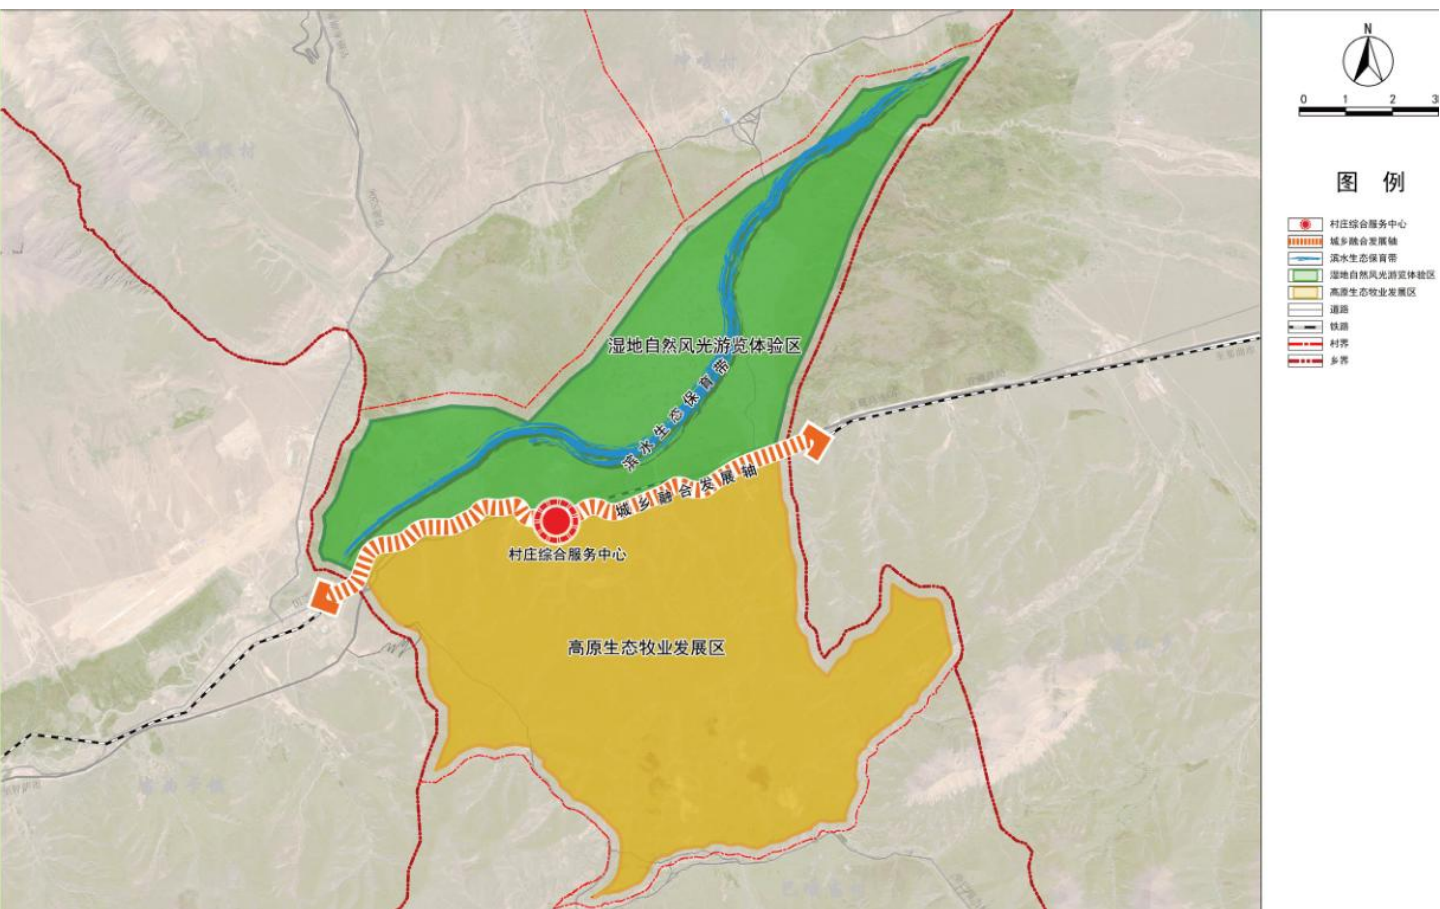 N
0 1 2 3
图 例
村庄综合服务中心
城乡融合发展轴
滨水生态保育带
湿地自然风光游览体验区
高原生态牧业发展区
道路
铁路
村界
乡界
湿地自然风光游览体验区
滨水生态保育带
城乡融合发展轴
村庄综合服务中心
高原生态牧业发展区